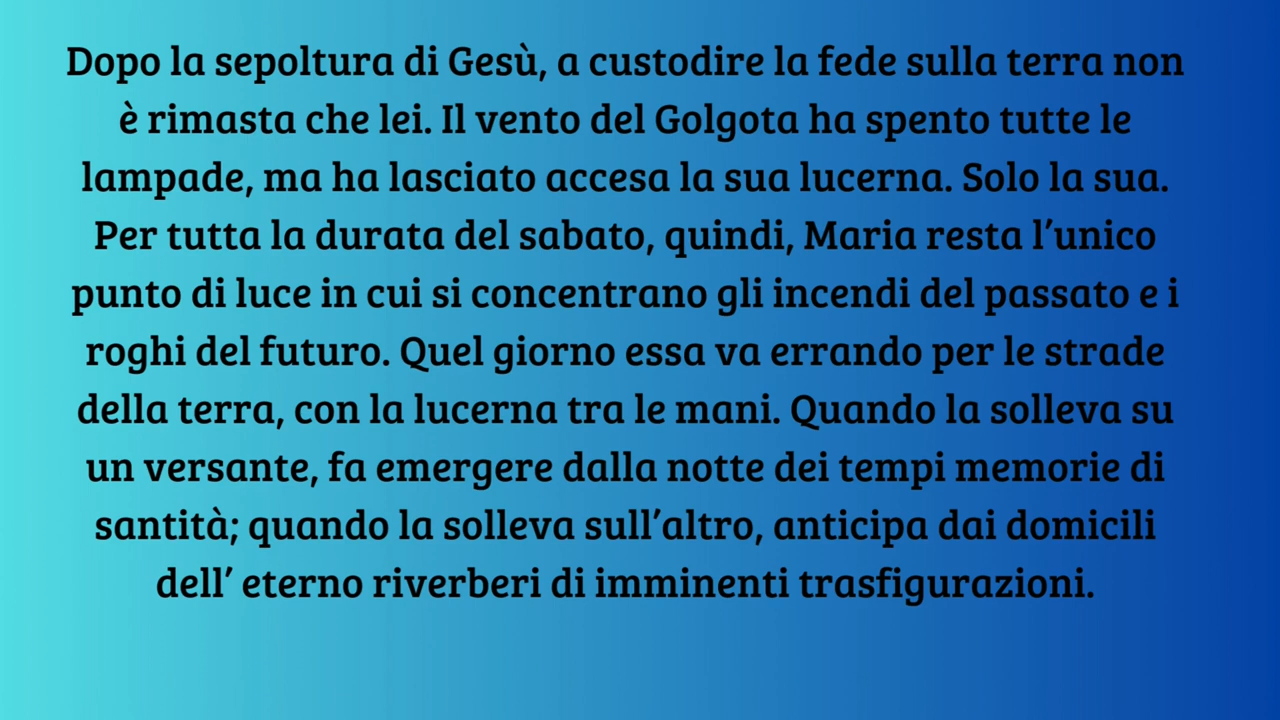 Dopo la sepoltura di Gesù, a custodire la fede sulla terra non
è rimasta che lei. Il vento del Golgota ha spento tutte le
lampade, ma ha lasciato accesa la sua lucerna. Solo la sua.
Per tutta la durata del sabato, quindi, Maria resta l’unico
punto di luce in cui si concentrano gli incendi del passato e i
roghi del futuro. Quel giorno essa va errando per le strade
della terra, con la lucerna tra le mani. Quando la solleva su
un versante, fa emergere dalla notte dei tempi memorie di
santità; quando la solleva sull’altro, anticipa dai domicili
dell’ eterno riverberi di imminenti trasfigurazioni.